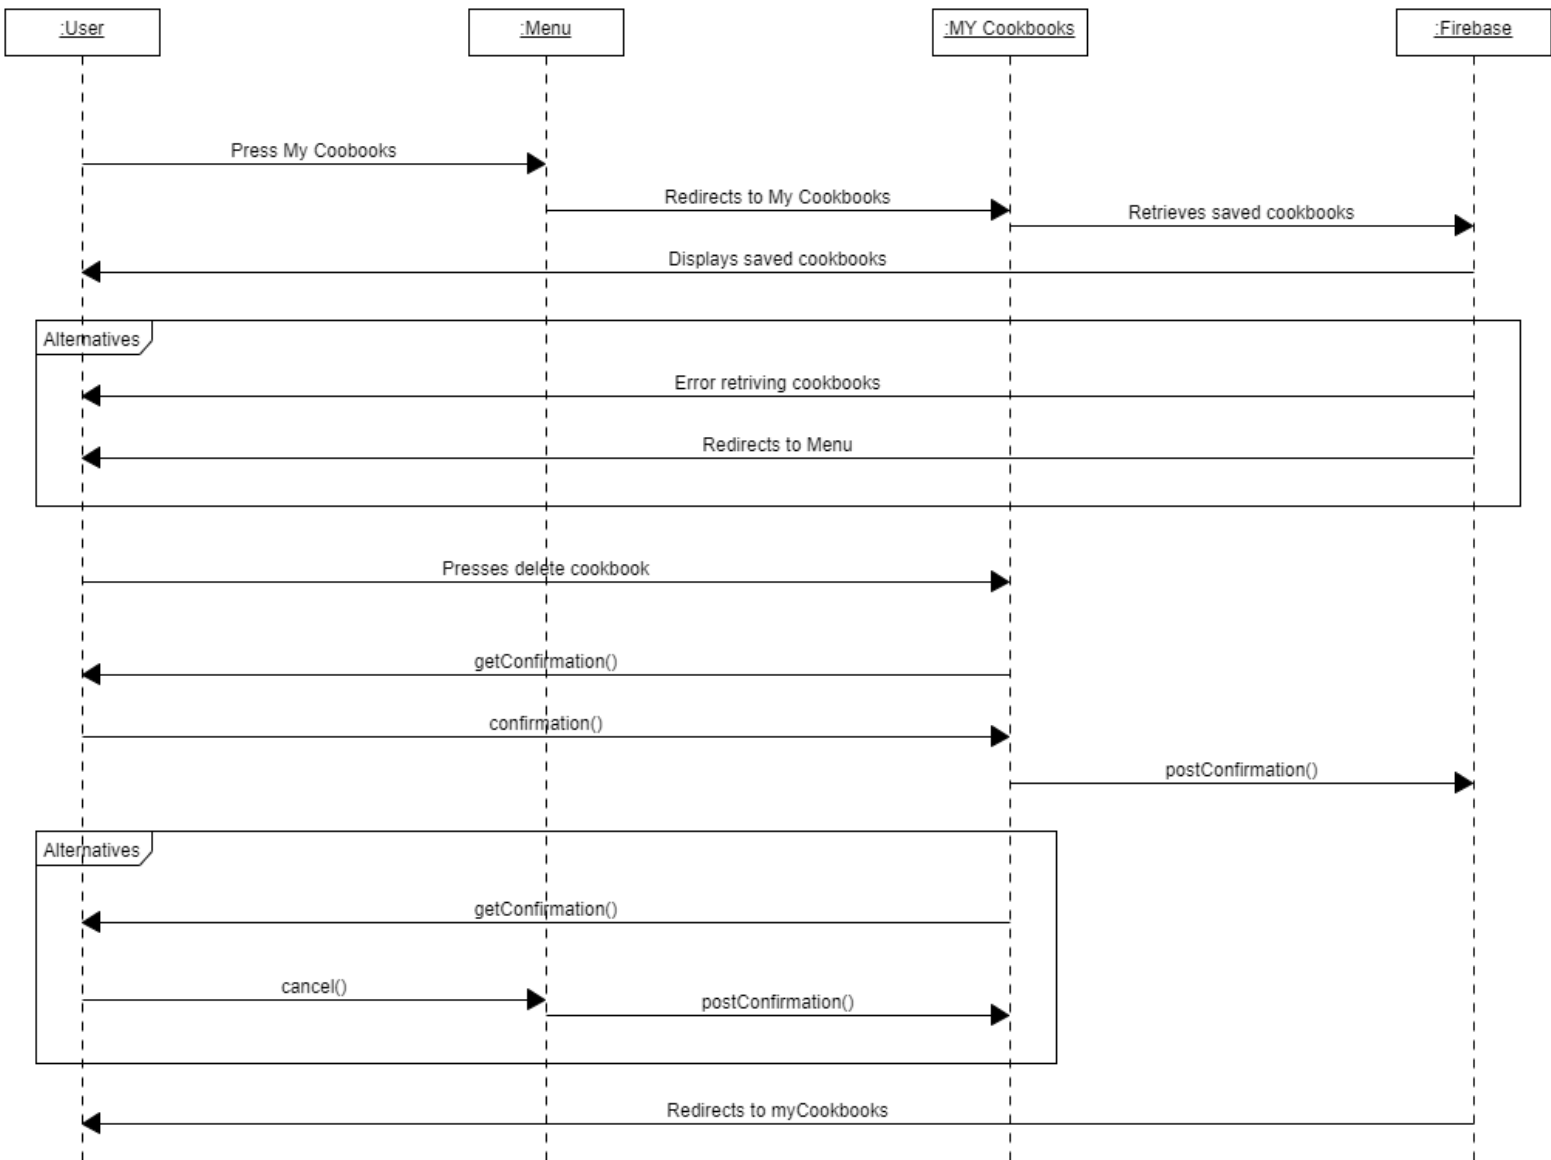 :User
:Menu
:MY Cookbooks
:Firebase
Press My Coobooks
Redirects to My Cookbooks
Retrieves saved cookbooks
Displays saved cookbooks
Alternatives
Error retriving cookbooks
Redirects to Menu
Presses delete cookbook
getConfirmation()
confirmation()
postConfirmation()
Alternatives
getConfirmation()
cancel()
postConfirmation()
Redirects to myCookbooks